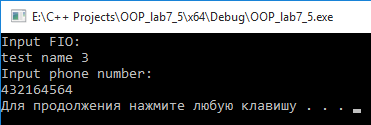 E:\C++ Projects\OOP_lab7_5\x64\Debug\OOP_lab7_5.exe
Input FIO:
test name 3
Input phone number:
432164564
Для продолжения нажмите любую клавишу . . .